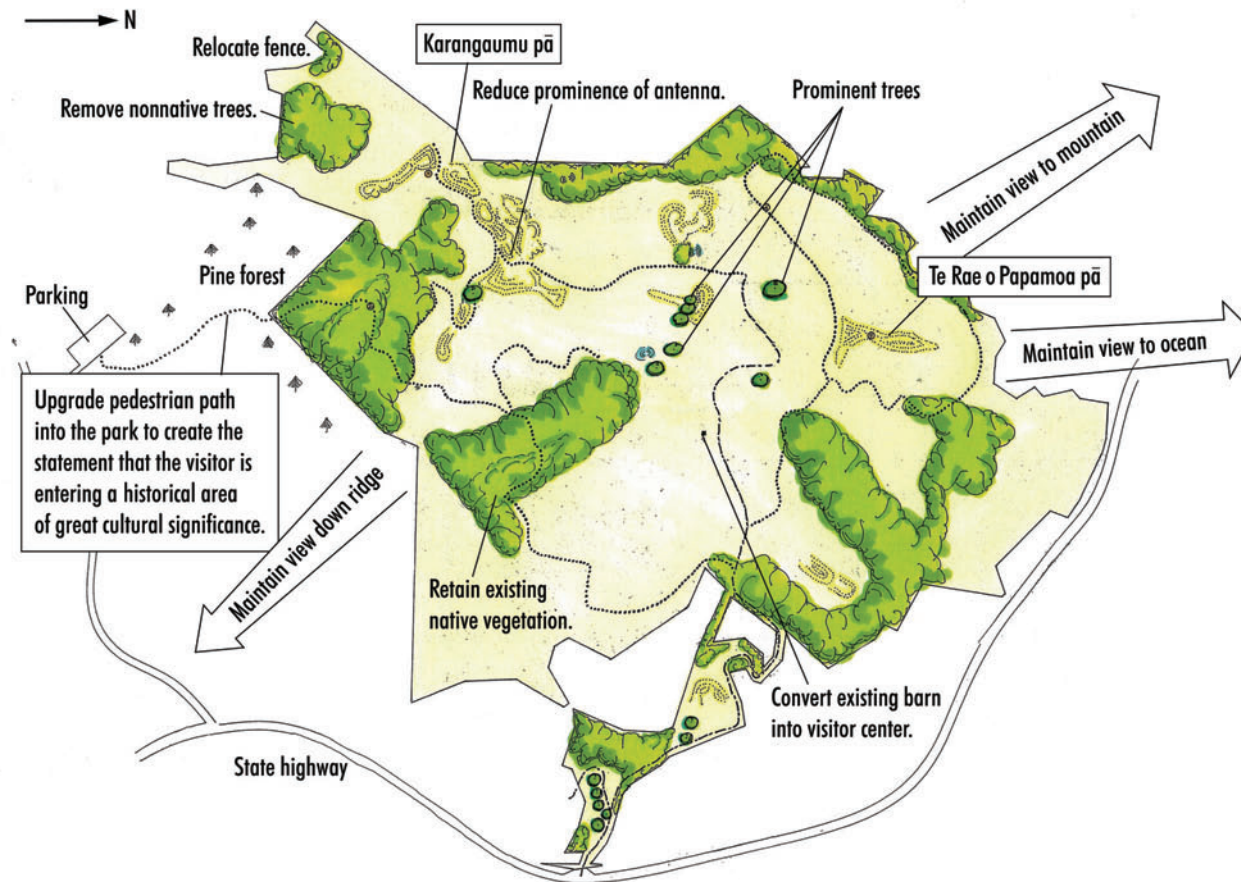 N
Relocate fence.
Karangaumu pā
Remove nonnative trees.
Reduce prominence of antenna.
Prominent trees
Maintain view to mountain
Pine forest
Te Rae o Papamoa pā
Parking
Maintain view to ocean
Upgrade pedestrian path
into the park to create the
statement that the visitor is
entering a historical area
of great cultural significance.
Maintain view down ridge
Retain existing
native vegetation.
Convert existing barn
into visitor center.
State highway